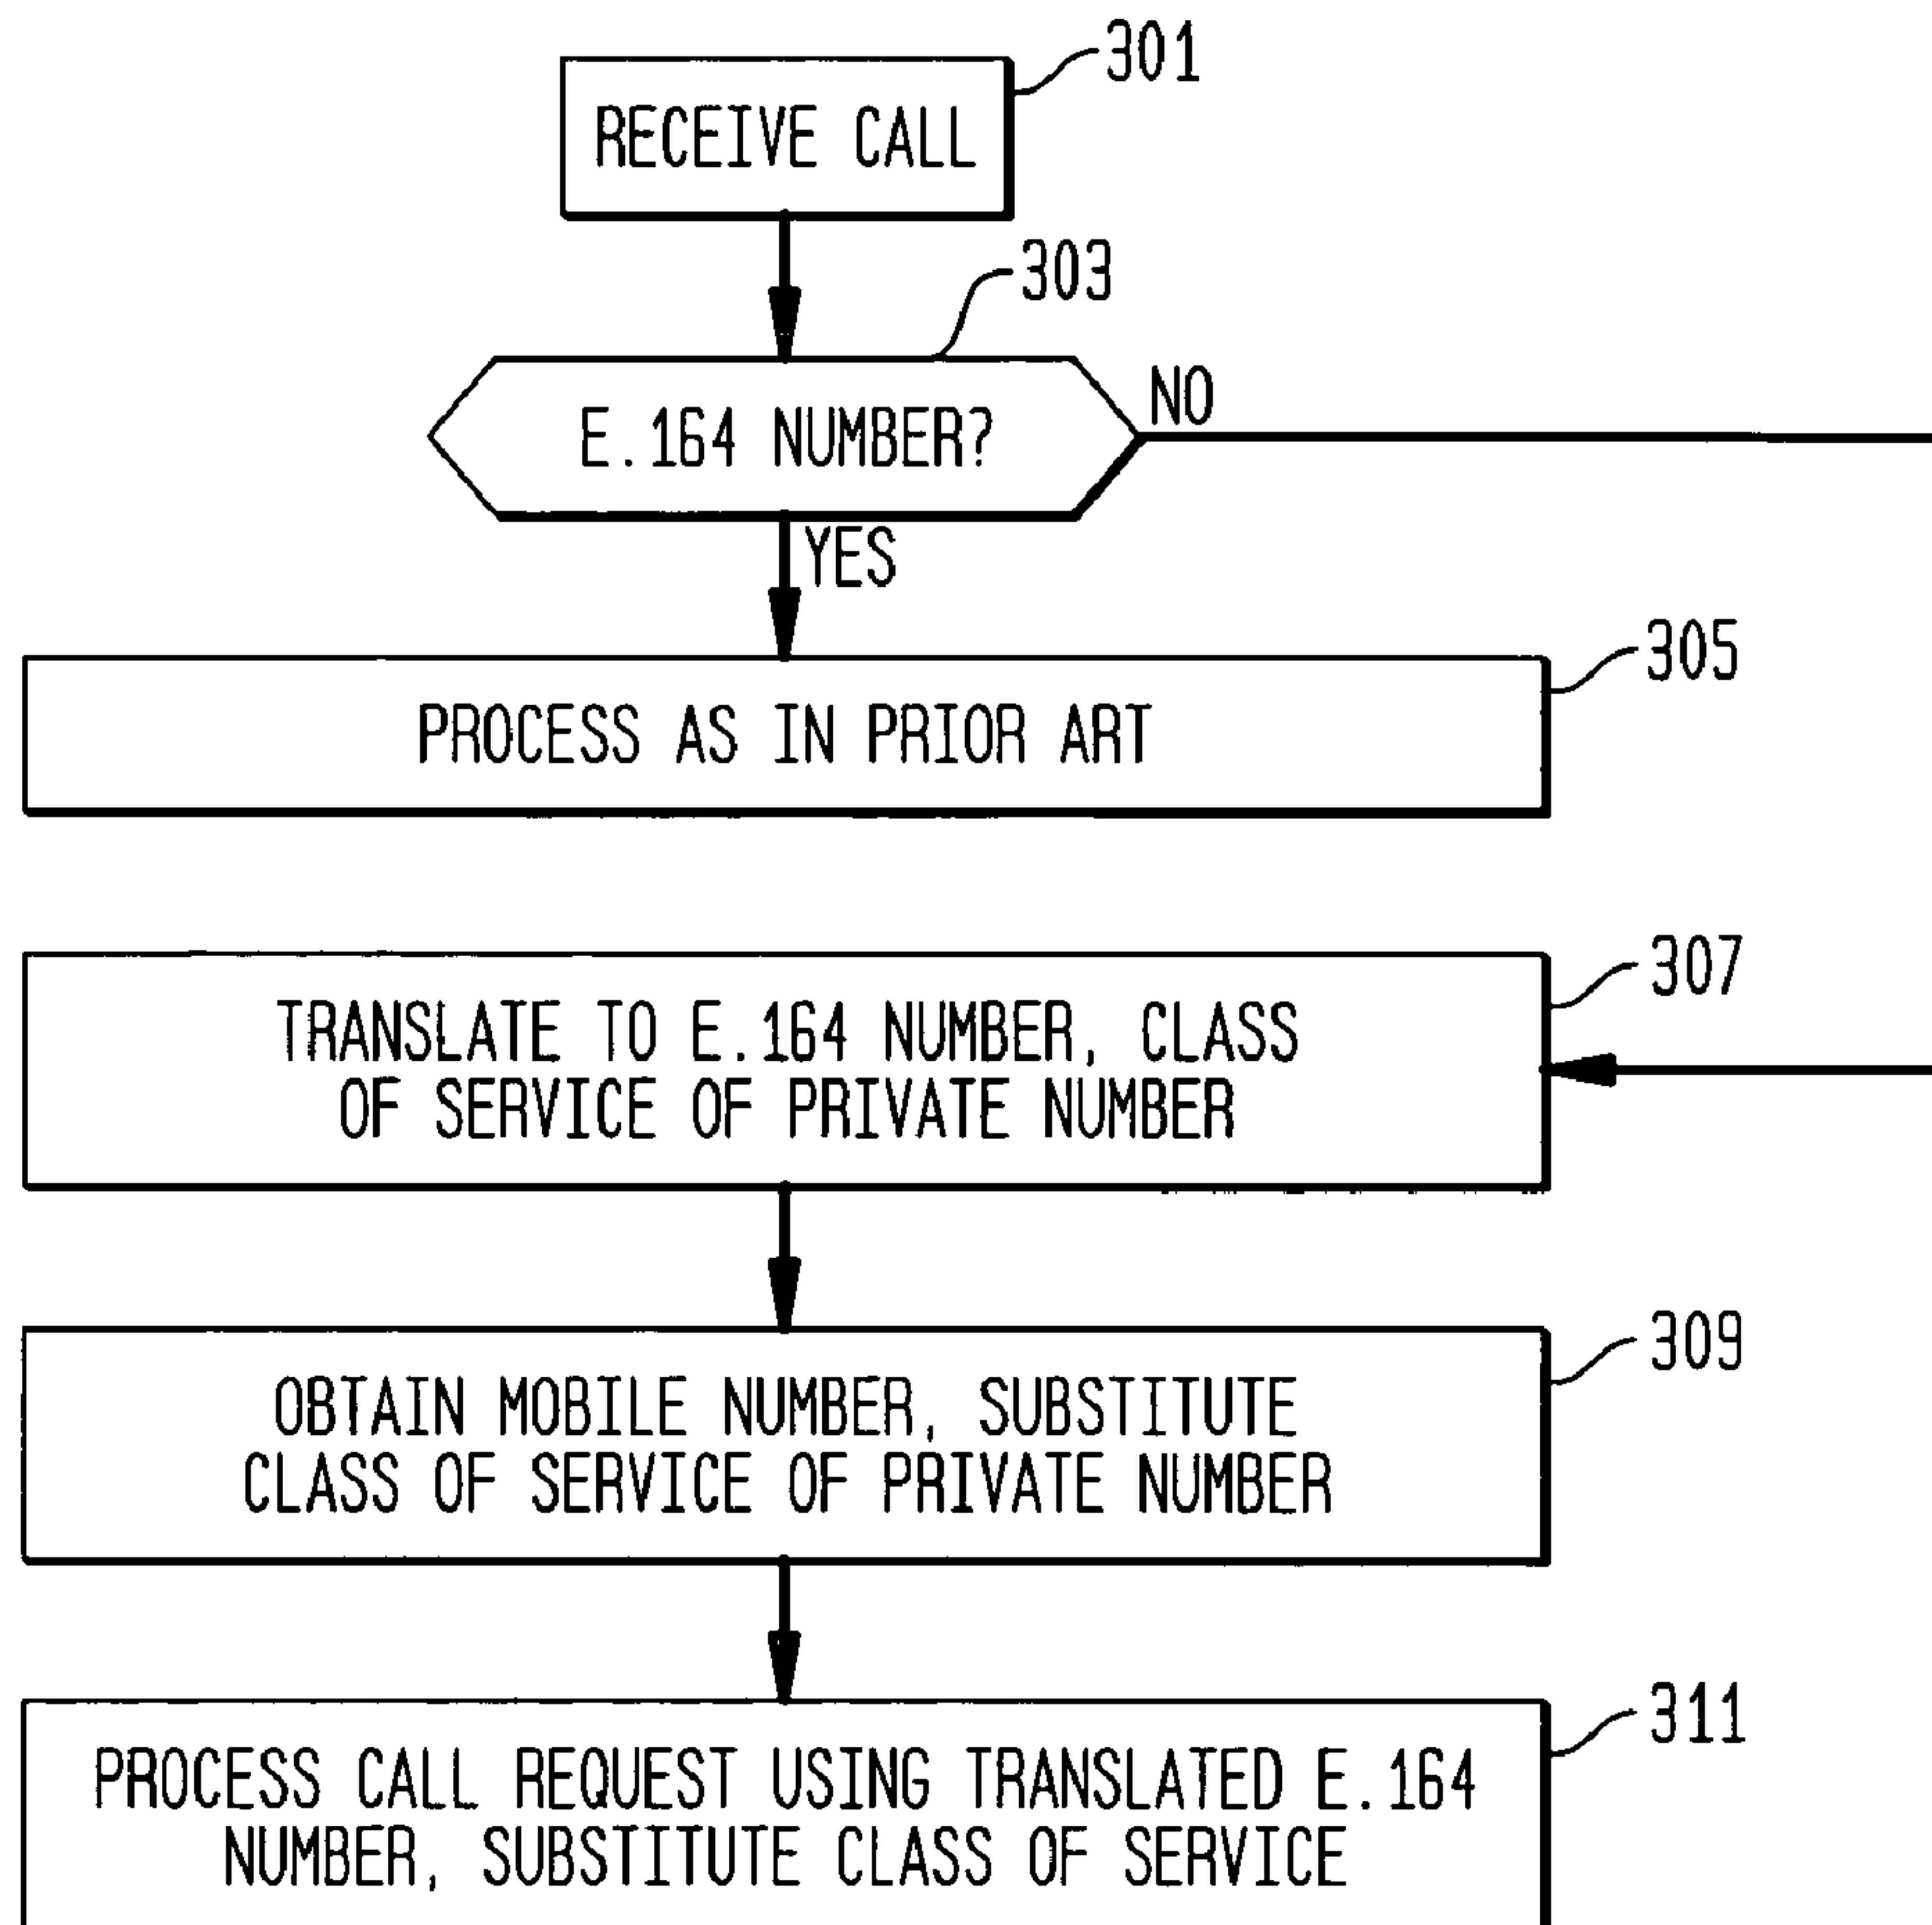 301
RECEIVE CALL
303
E.164 NUMBER?
NO
YES
305
PROCESS AS IN PRIOR ART
307
TRANSLATE TO E.164 NUMBER, CLASS
OF SERVICE OF PRIVATE NUMBER
309
OBTAIN MOBILE NUMBER, SUBSTITUTE
CLASS OF SERVICE OF PRIVATE NUMBER
311
PROCESS CALL REQUEST USING TRANSLATED E.164
NUMBER, SUBSTITUTE CLASS OF SERVICE